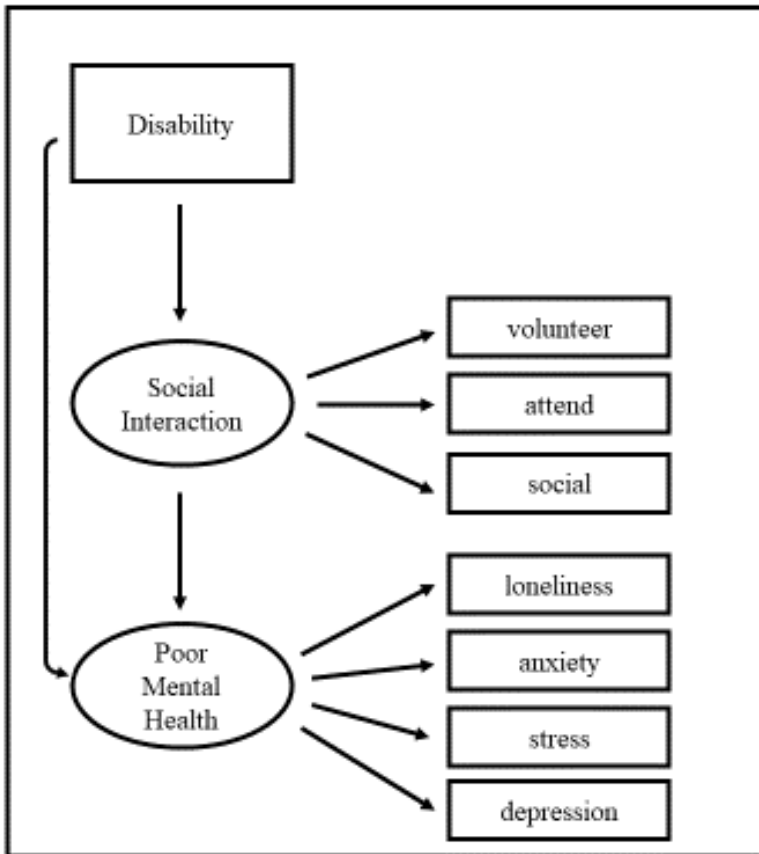 Disability
Social
Interaction
volunteer
attend
social
Poor
Mental
Health
loneliness
anxiety
stress
depression